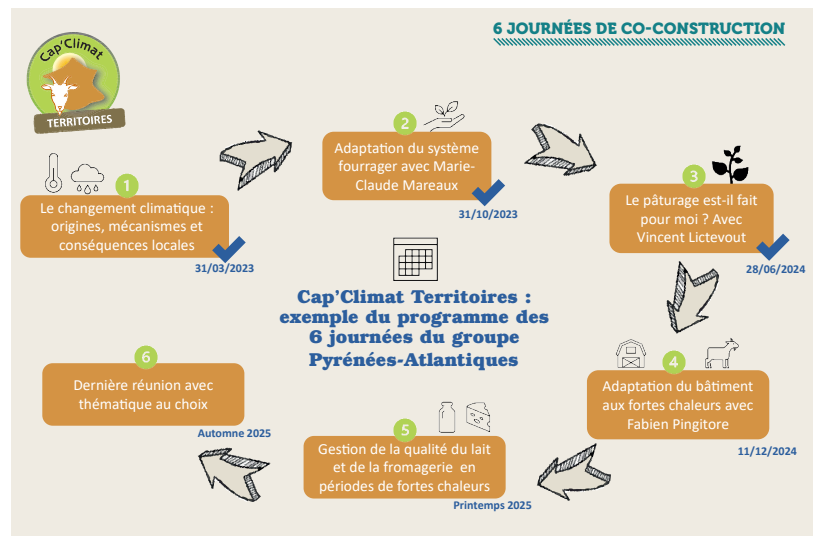 6 JOURNÉES DE CO-CONSTRUCTION
Cap'Climat
TERRITOIRES
1
Le changement climatique :
origines, mécanismes et
conséquences locales
31/03/2023
2
Adaptation du système
fourrager avec Marie-
Claude Mareaux
31/10/2023
3
Le pâturage est-il fait
pour moi ? Avec
Vincent Lictevout
28/06/2024
Cap'Climat Territoires :
exemple du programme des
6 journées du groupe
Pyrénées-Atlantiques
4
Adaptation du bâtiment
aux fortes chaleurs avec
Fabien Pingitore
11/12/2024
5
Gestion de la qualité du lait
et de la fromagerie en
périodes de fortes chaleurs
Printemps 2025
6
Dernière réunion avec
thématique au choix
Automne 2025